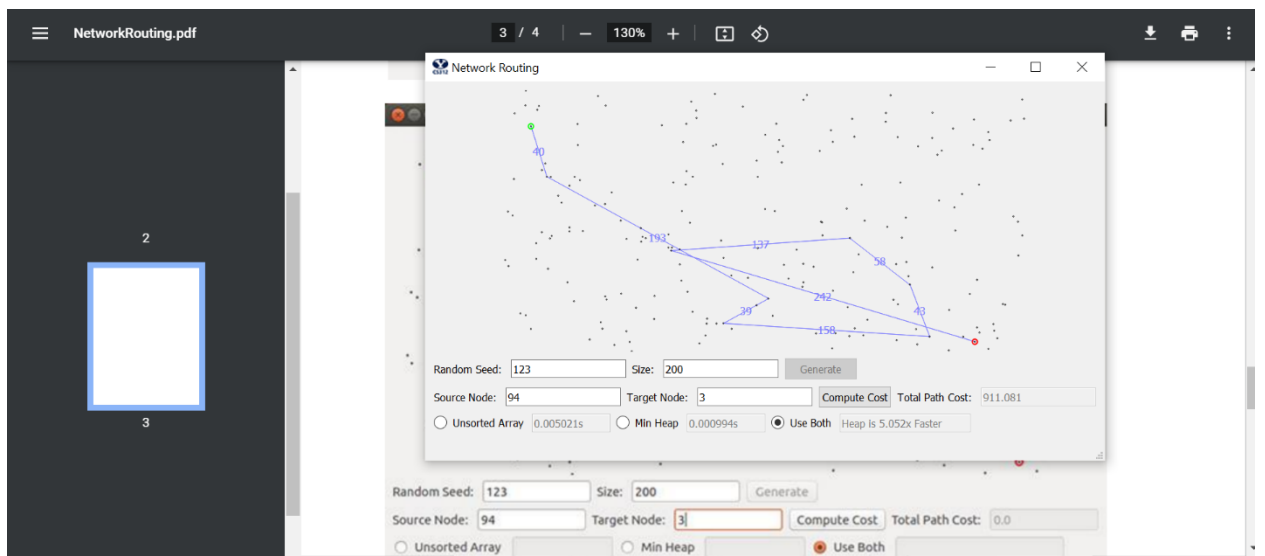 NetworkRouting.pdf 3 / 4 130%
Network Routing
CS312
40
193
137
58
242
39
43
158
2
3
Random Seed: 123 Size: 200 Generate
Source Node: 94 Target Node: 3 Compute Cost Total Path Cost: 911.081
Unsorted Array 0.005021s Min Heap 0.000994s Use Both Heap is 5.052x Faster
Random Seed: 123 Size: 200 Generate
Source Node: 94 Target Node: 3 Compute Cost Total Path Cost: 0.0
Unsorted Array Min Heap Use Both